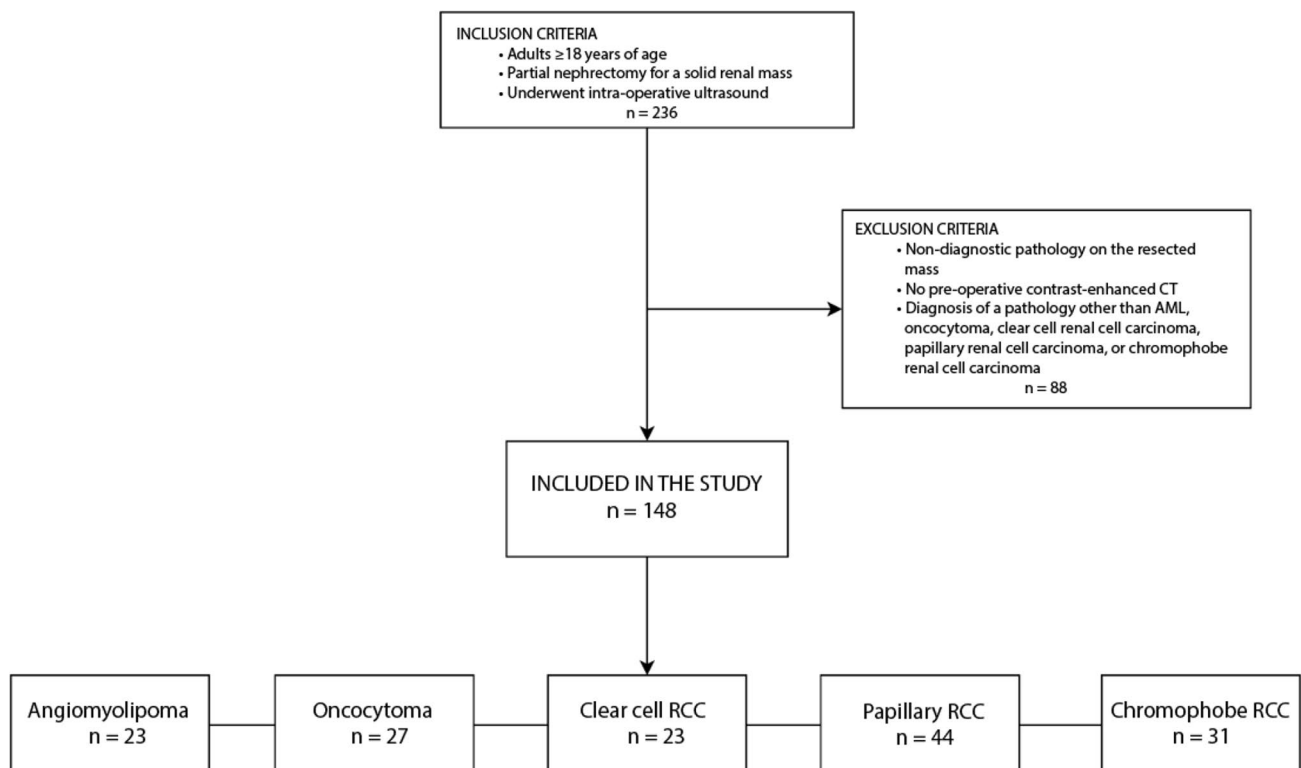 INCLUSION CRITERIA
• Adults ≥18 years of age
• Partial nephrectomy for a solid renal mass
• Underwent intra-operative ultrasound
n = 236
EXCLUSION CRITERIA
• Non-diagnostic pathology on the resected
mass
• No pre-operative contrast-enhanced CT
• Diagnosis of a pathology other than AML,
oncocytoma, clear cell renal cell carcinoma,
papillary renal cell carcinoma, or chromophobe
renal cell carcinoma
n = 88
INCLUDED IN THE STUDY
n = 148
Angiomyolipoma
n = 23
Oncocytoma
n = 27
Clear cell RCC
n = 23
Papillary RCC
n = 44
Chromophobe RCC
n = 31